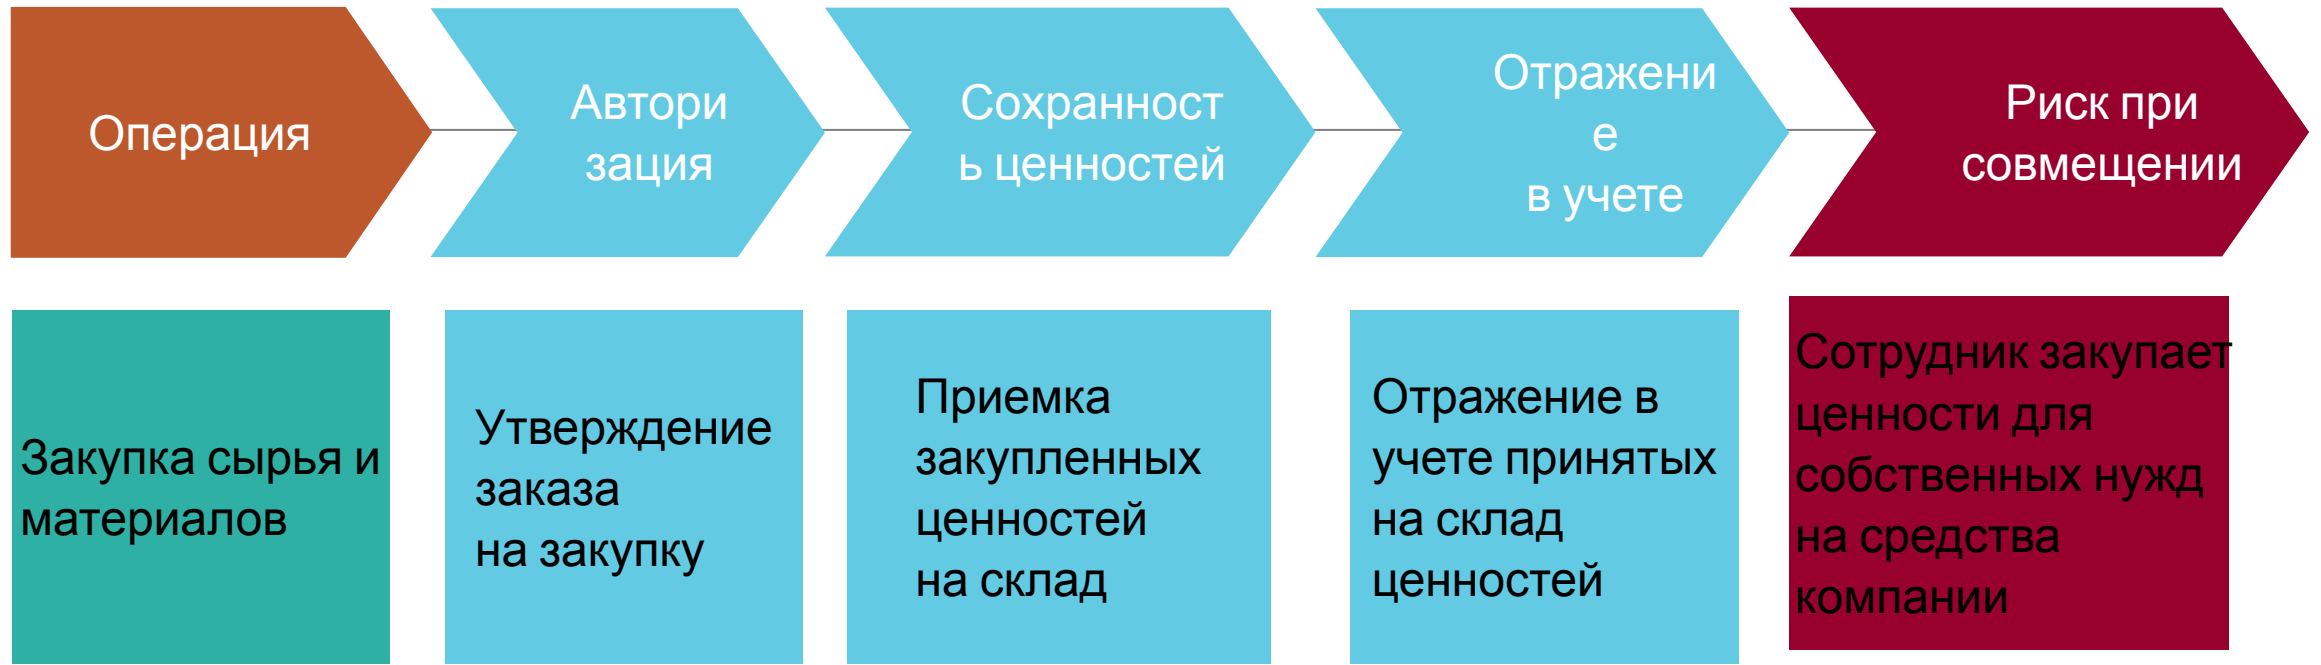 Операция
Автори
зация
Сохранност
ь ценностей
Отражени
е
в учете
Риск при
совмещении
Закупка сырья и
материалов
Утверждение
заказа
на закупку
Приемка
закупленных
ценностей
на склад
Отражение в
учете принятых
на склад
ценностей
Сотрудник закупает
ценности для
собственных нужд
на средства
компании